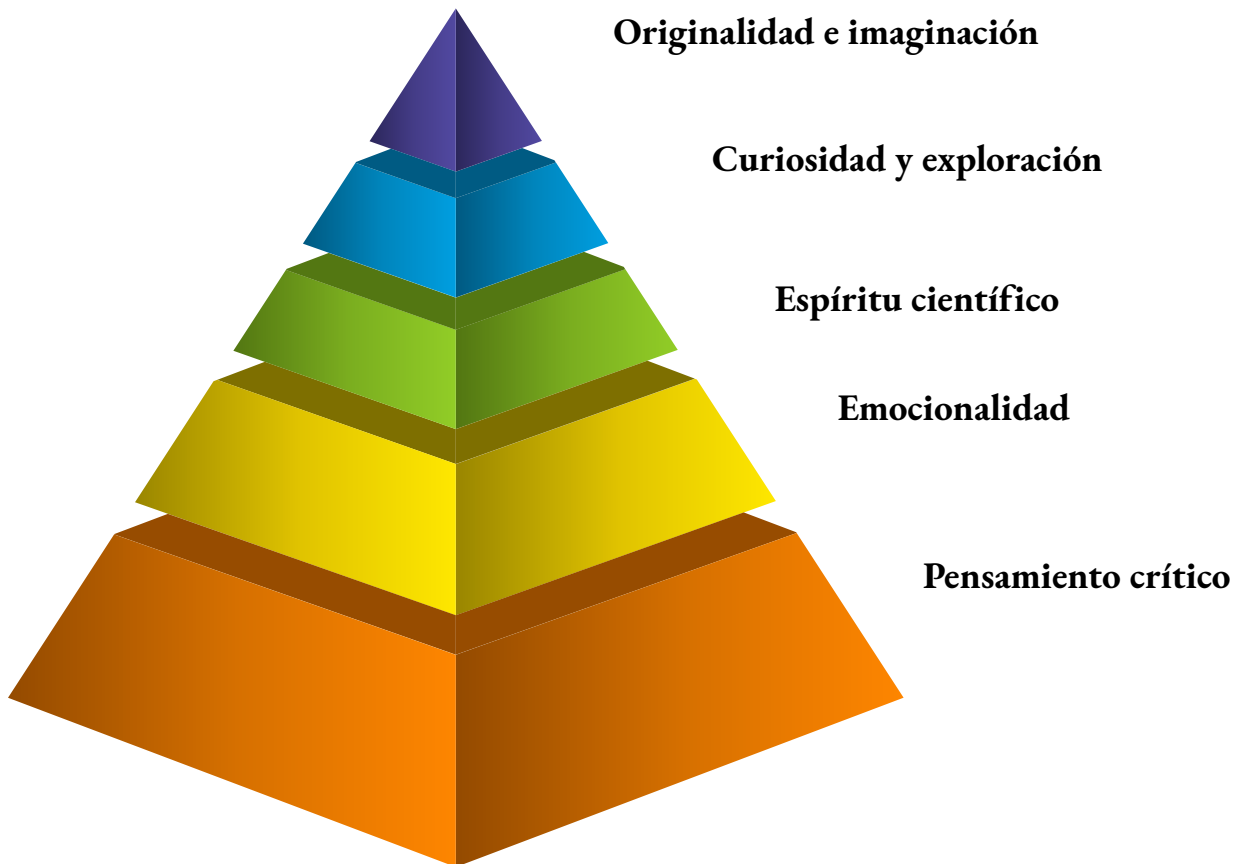 Originalidad e imaginación
Curiosidad y exploración
Espíritu científico
Emocionalidad
Pensamiento crítico